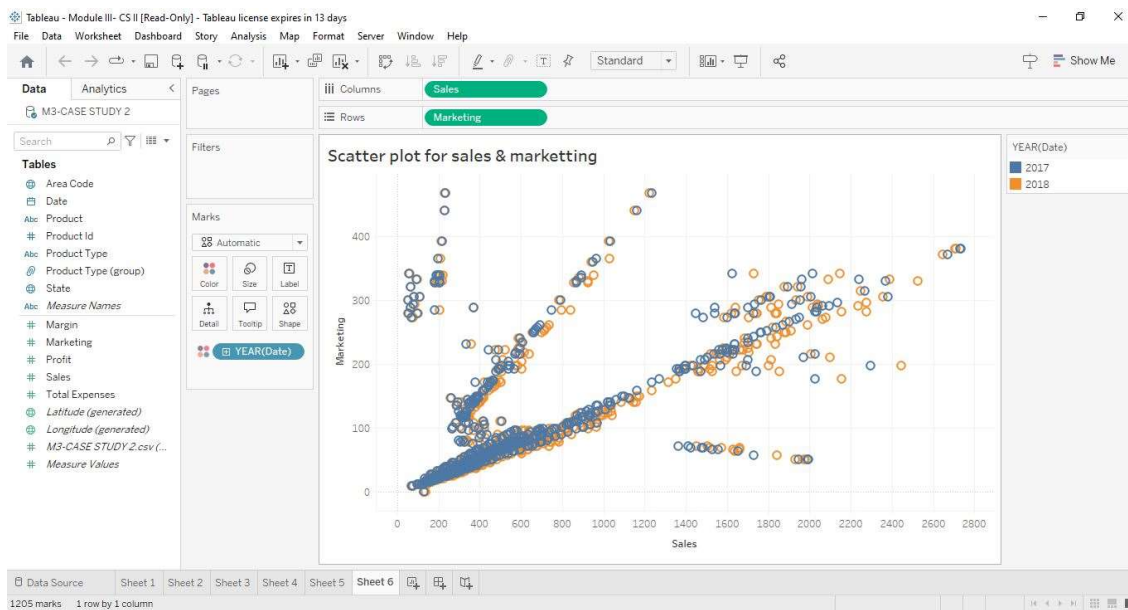 Tableau - Module III- CS II [Read-Only] - Tableau license expires in 13 days
File Data Worksheet Dashboard Story Analysis Map Format Server Window Help
Standard
Show Me
Data Analytics
M3-CASE STUDY 2
Search
Tables
Area Code
Date
Abc Product
# Product Id
Abc Product Type
Product Type (group)
State
Abc Measure Names
# Margin
# Marketing
# Profit
# Sales
# Total Expenses
Latitude (generated)
Longitude (generated)
# M3-CASE STUDY 2.csv (...
# Measure Values
Pages
Filters
Marks
Automatic
Color Size Label
Detail Tooltip Shape
YEAR(Date)
Columns Sales
Rows Marketing
Scatter plot for sales & marketting
400
300
200
100
0
Marketing
0 200 400 600 800 1000 1200 1400 1600 1800 2000 2200 2400 2600 2800
Sales
YEAR(Date)
2017
2018
Data Source Sheet 1 Sheet 2 Sheet 3 Sheet 4 Sheet 5 Sheet 6
1205 marks 1 row by 1 column